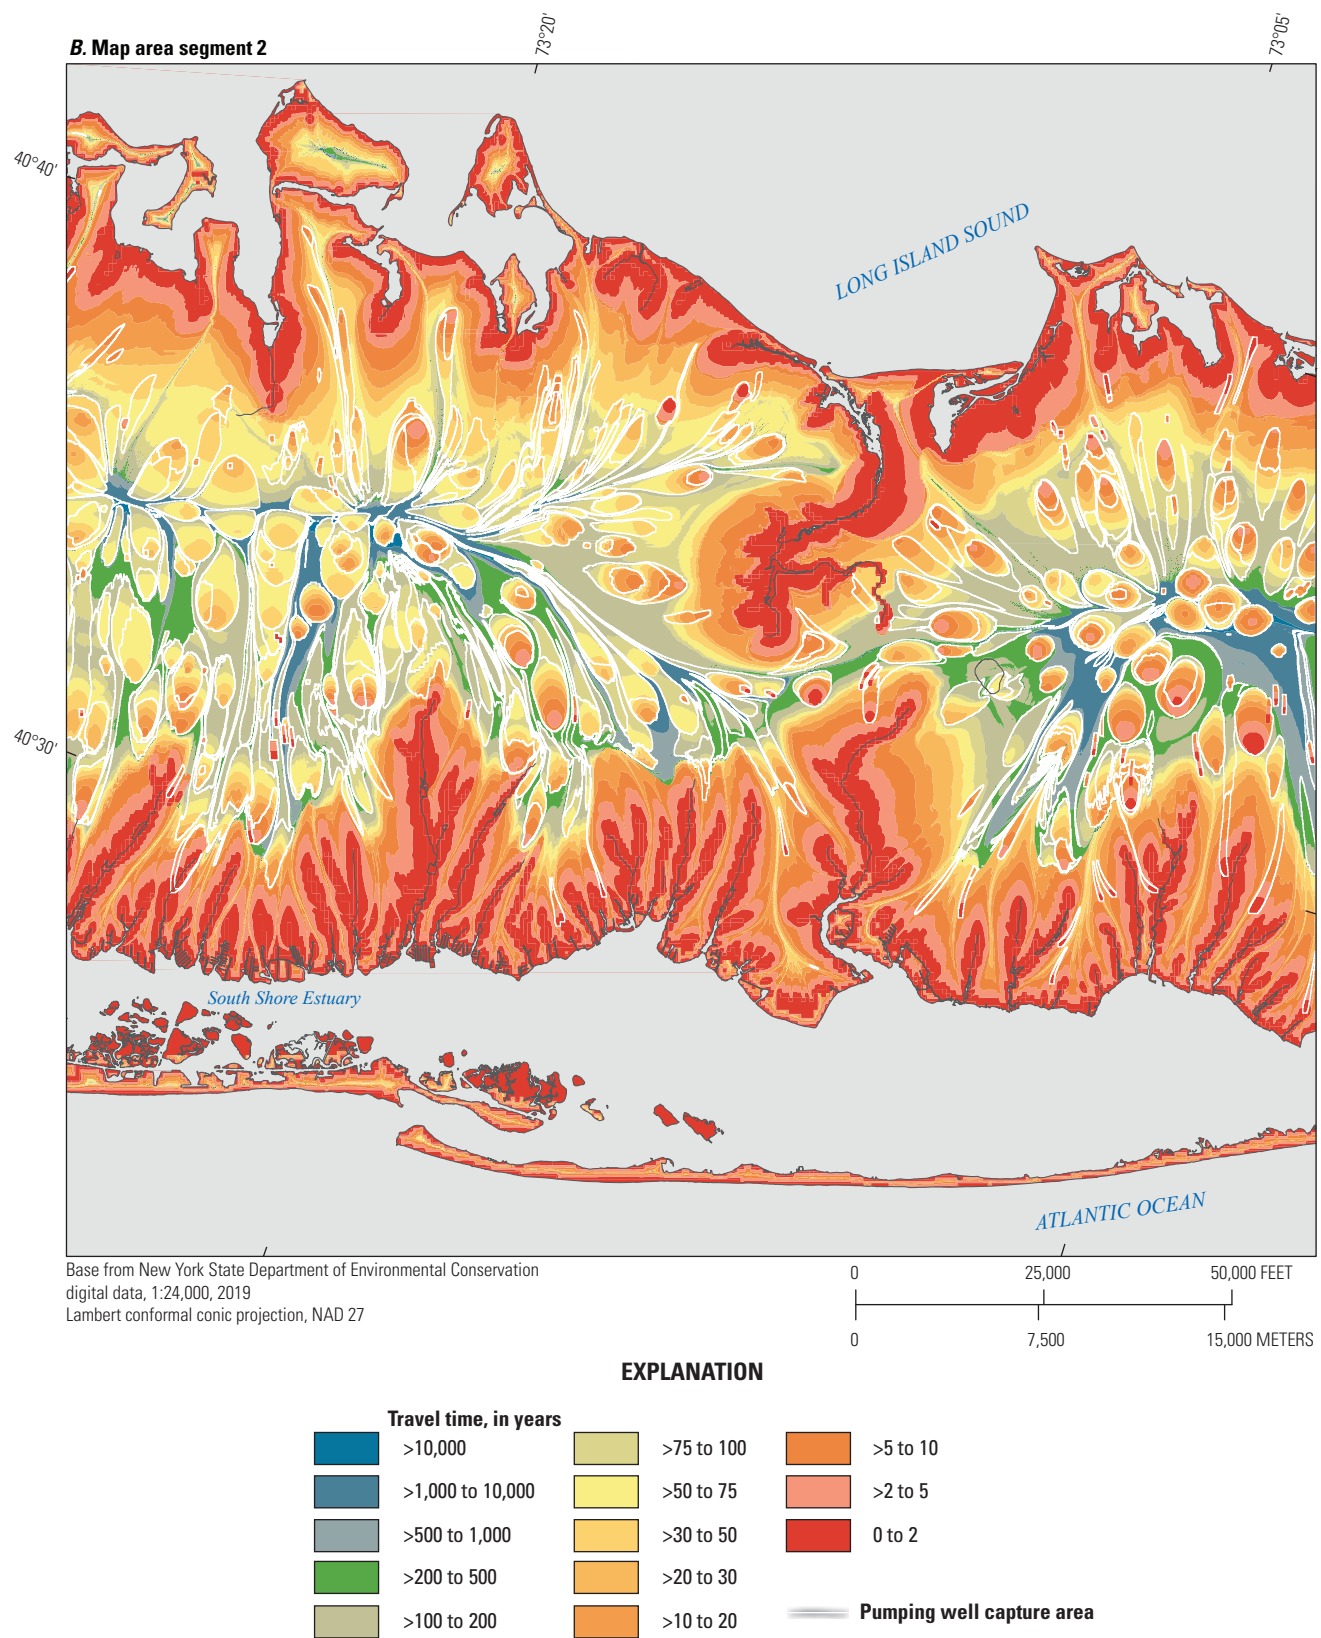 B. Map area segment 2
73°20'
73°05'
40°40'
LONG ISLAND SOUND
40°30'
South Shore Estuary
ATLANTIC OCEAN
Base from New York State Department of Environmental Conservation
digital data, 1:24,000, 2019
Lambert conformal conic projection, NAD 27
0 25,000 50,000 FEET
0 7,500 15,000 METERS
EXPLANATION
Travel time, in years
>10,000
>1,000 to 10,000
>500 to 1,000
>200 to 500
>100 to 200
>75 to 100
>50 to 75
>30 to 50
>20 to 30
>10 to 20
>5 to 10
>2 to 5
0 to 2
Pumping well capture area